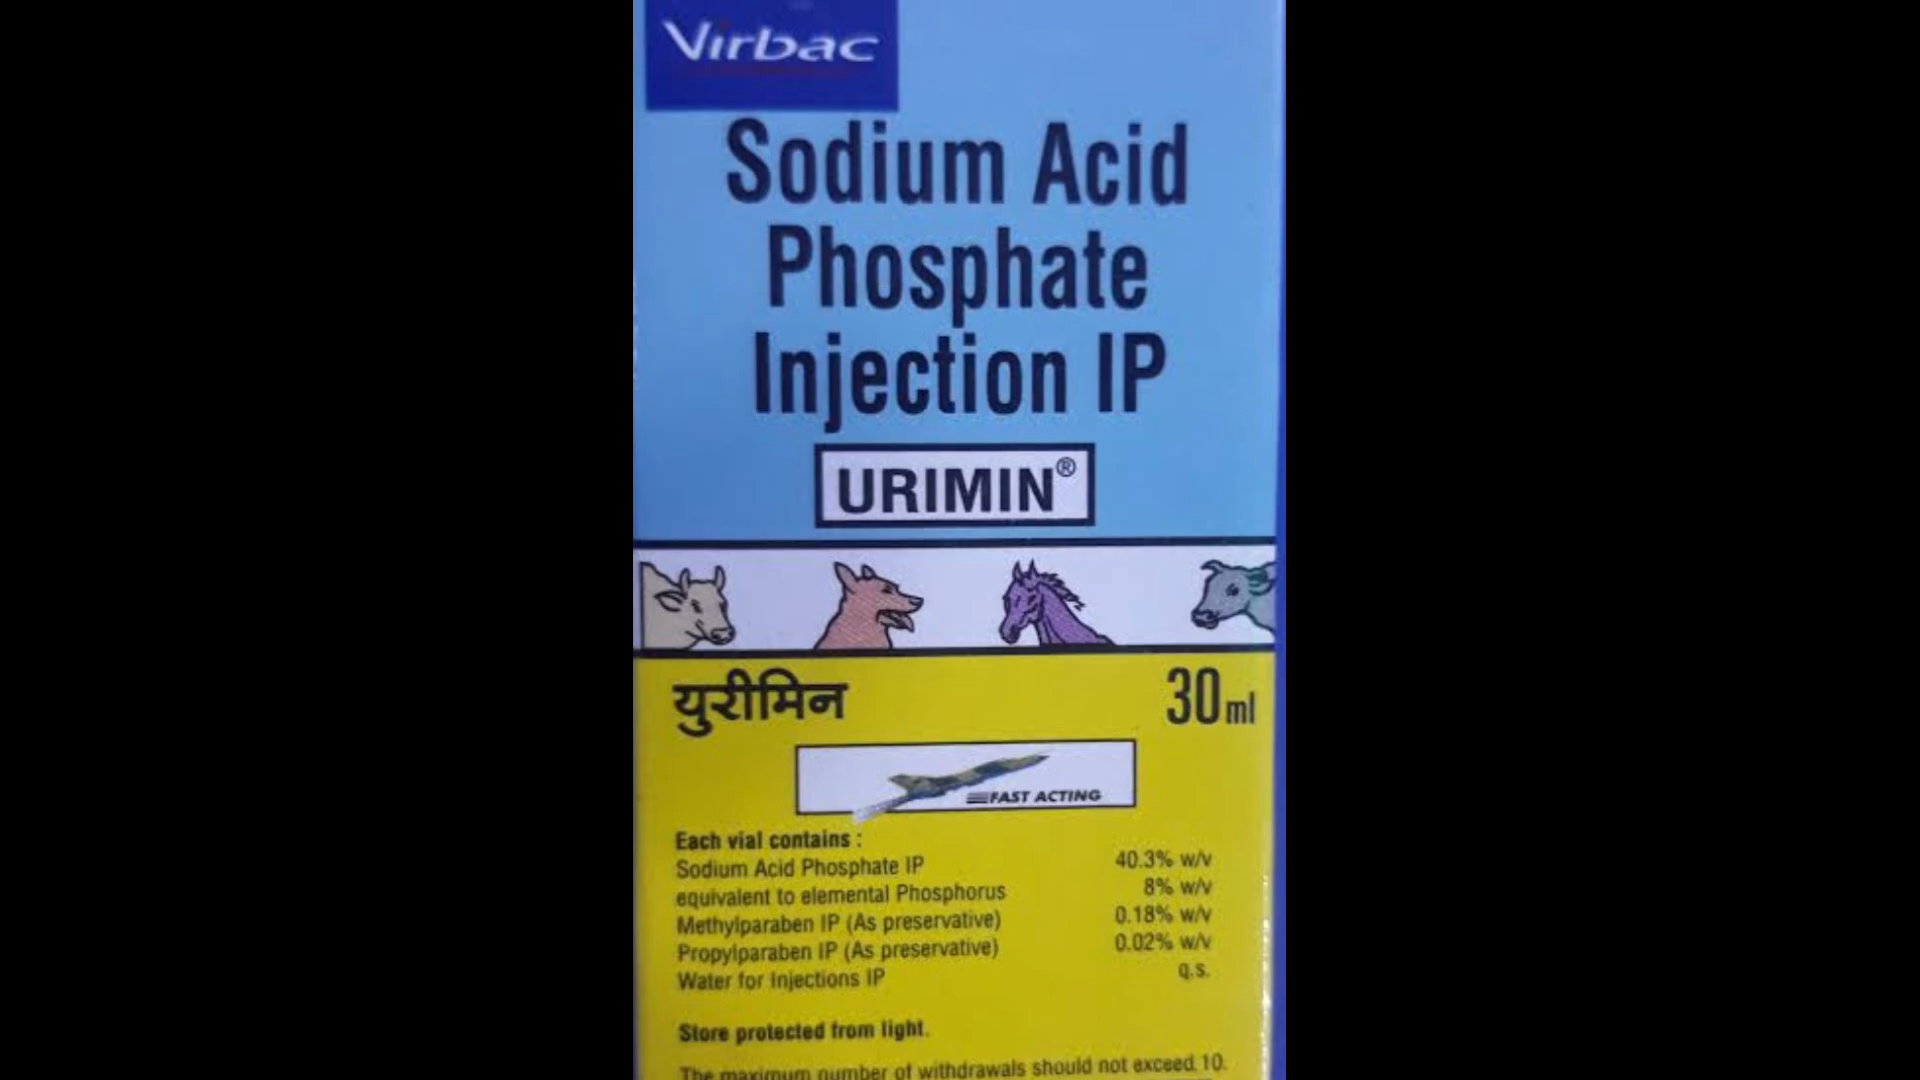 Virbac
Sodium Acid
Phosphate
Injection IP
URIMIN®
युरीमिन
30 ml
FAST ACTING
Each vial contains :
Sodium Acid Phosphate IP 40.3% w/v
equivalent to elemental Phosphorus 8% w/v
Methylparaben IP (As preservative) 0.18% w/v
Propylparaben IP (As preservative) 0.02% w/v
Water for Injections IP q.s.
Store protected from light.
The maximum number of withdrawals should not exceed 10.